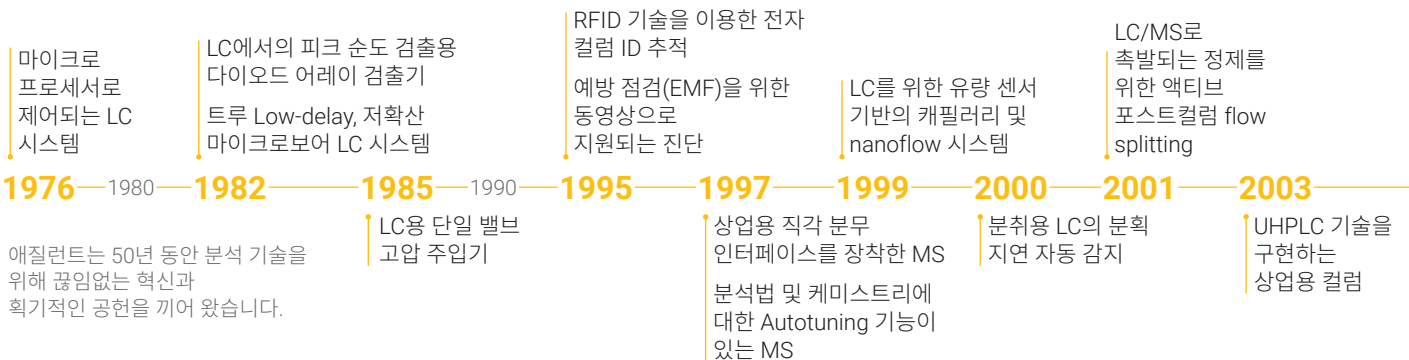 마이크로
프로세서로
제어되는 LC
시스템
LC에서의 피크 순도 검출용
다이오드 어레이 검출기
트루 Low-delay, 저확산
마이크로보어 LC 시스템
RFID 기술을 이용한 전자
컬럼 ID 추적
예방 점검(EMF)을 위한
동영상으로
지원되는 진단
LC를 위한 유량 센서
기반의 캐필러리 및
nanoflow 시스템
LC/MS로
촉발되는 정제를
위한 액티브
포스트컬럼 flow
splitting
1976 1980 1982 1985 1990 1995 1997 1999 2000 2001 2003
LC용 단일 밸브
고압 주입기
상업용 직각 분무
인터페이스를 장착한 MS
분석법 및 케미스트리에
대한 Autotuning 기능이
있는 MS
분취용 LC의 분획
지연 자동 감지
UHPLC 기술을
구현하는
상업용 컬럼
애질런트는 50년 동안 분석 기술을
위해 끊임없는 혁신과
획기적인 공헌을 끼어 왔습니다.